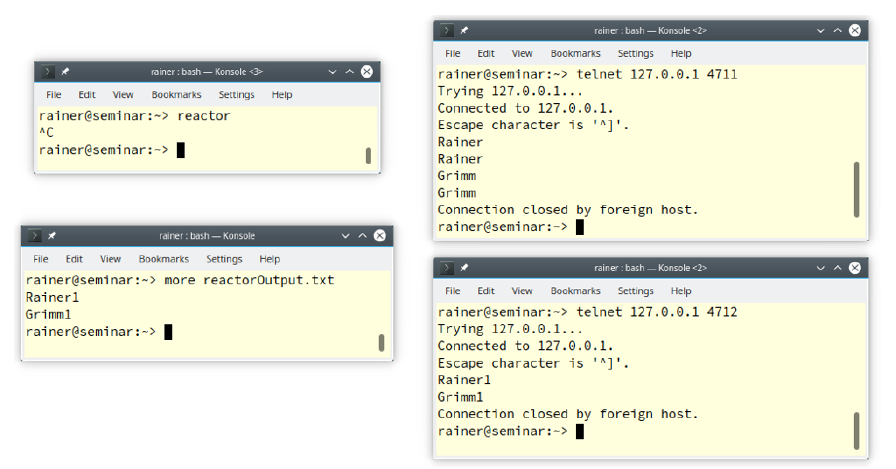 rainer : bash — Konsole <3>
File Edit View Bookmarks Settings Help
rainer@seminar:~> reactor
^C
rainer@seminar:~>
rainer : bash — Konsole
File Edit View Bookmarks Settings Help
rainer@seminar:~> more reactorOutput.txt
Rainer1
Grimm1
rainer@seminar:~>
rainer : bash — Konsole <2>
File Edit View Bookmarks Settings Help
rainer@seminar:~> telnet 127.0.0.1 4711
Trying 127.0.0.1...
Connected to 127.0.0.1.
Escape character is '^]'.
Rainer
Rainer
Grimm
Grimm
Connection closed by foreign host.
rainer@seminar:~>
rainer : bash — Konsole <2>
File Edit View Bookmarks Settings Help
rainer@seminar:~> telnet 127.0.0.1 4712
Trying 127.0.0.1...
Connected to 127.0.0.1.
Escape character is '^]'.
Rainer1
Grimm1
Connection closed by foreign host.
rainer@seminar:~>